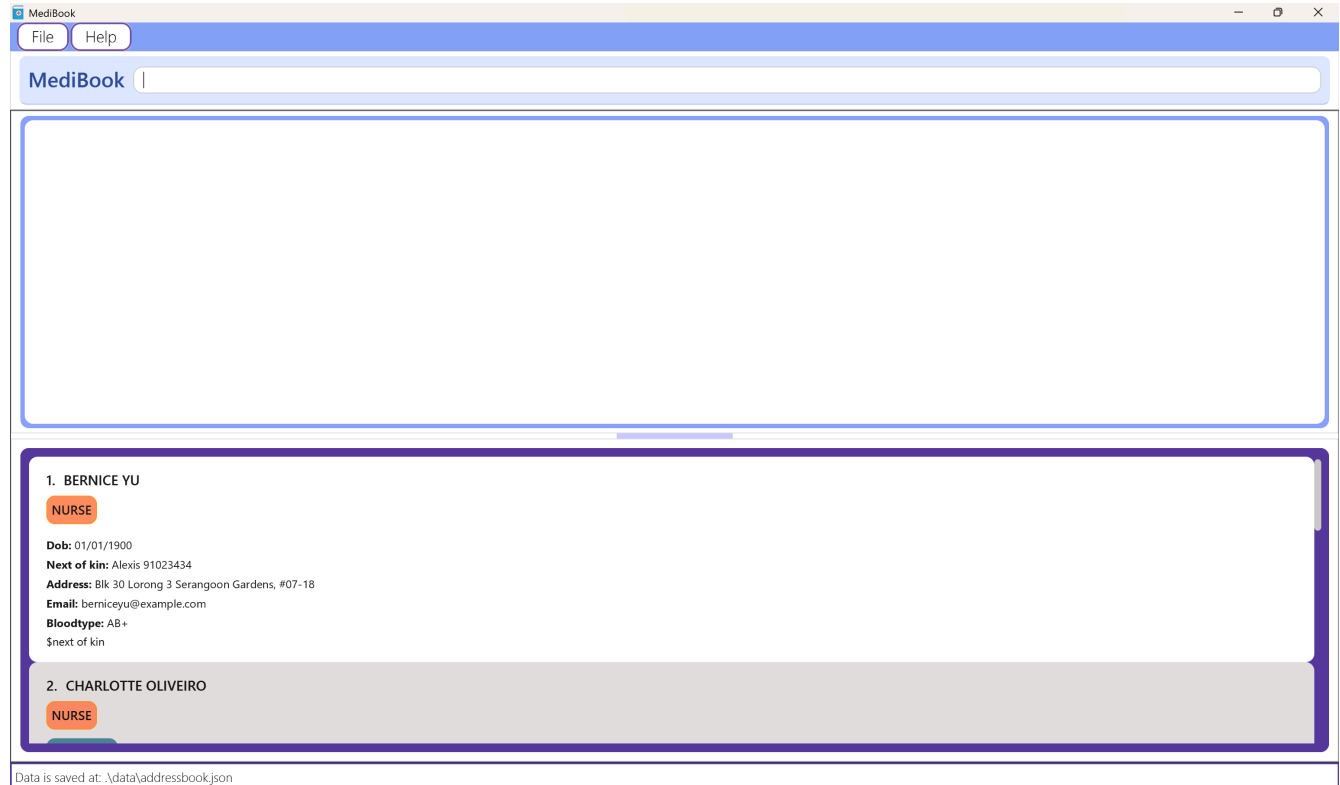 MediBook
File Help
MediBook
1. BERNICE YU
NURSE
Dob: 01/01/1900
Next of kin: Alexis 91023434
Address: Blk 30 Lorong 3 Serangoon Gardens, #07-18
Email: berniceyu@example.com
Bloodtype: AB+
$next of kin
2. CHARLOTTE OLIVEIRO
NURSE
Data is saved at: .\data\addressbook.json